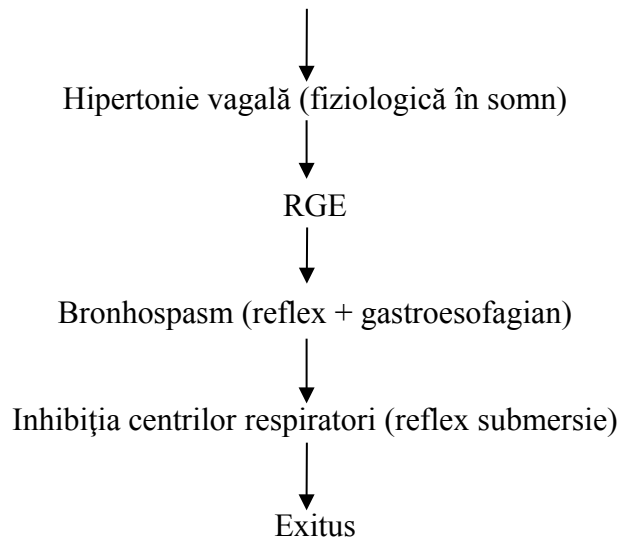 Hipertonie vagală (fiziologică în somn)
RGE
Bronhospasm (reflex + gastroesofagian)
Inhibiţia centrilor respiratori (reflex submersie)
Exitus